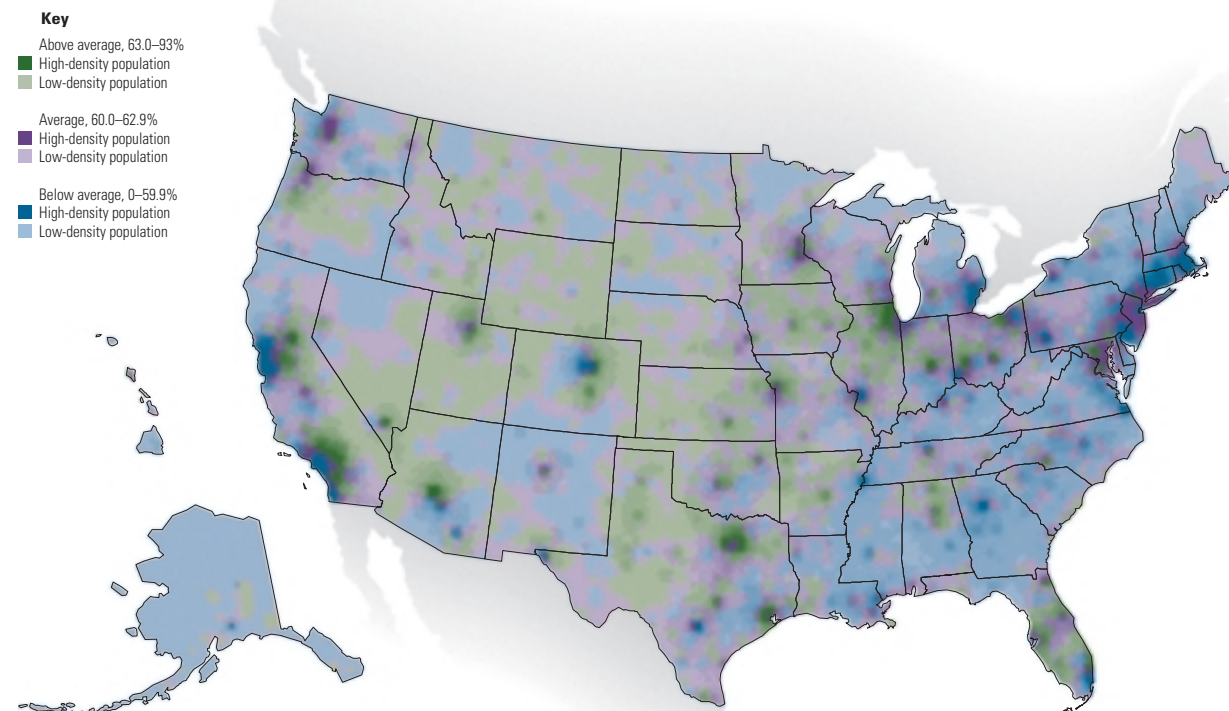 Key
Above average, 63.0–93%
High-density population
Low-density population
Average, 60.0–62.9%
High-density population
Low-density population
Below average, 0–59.9%
High-density population
Low-density population